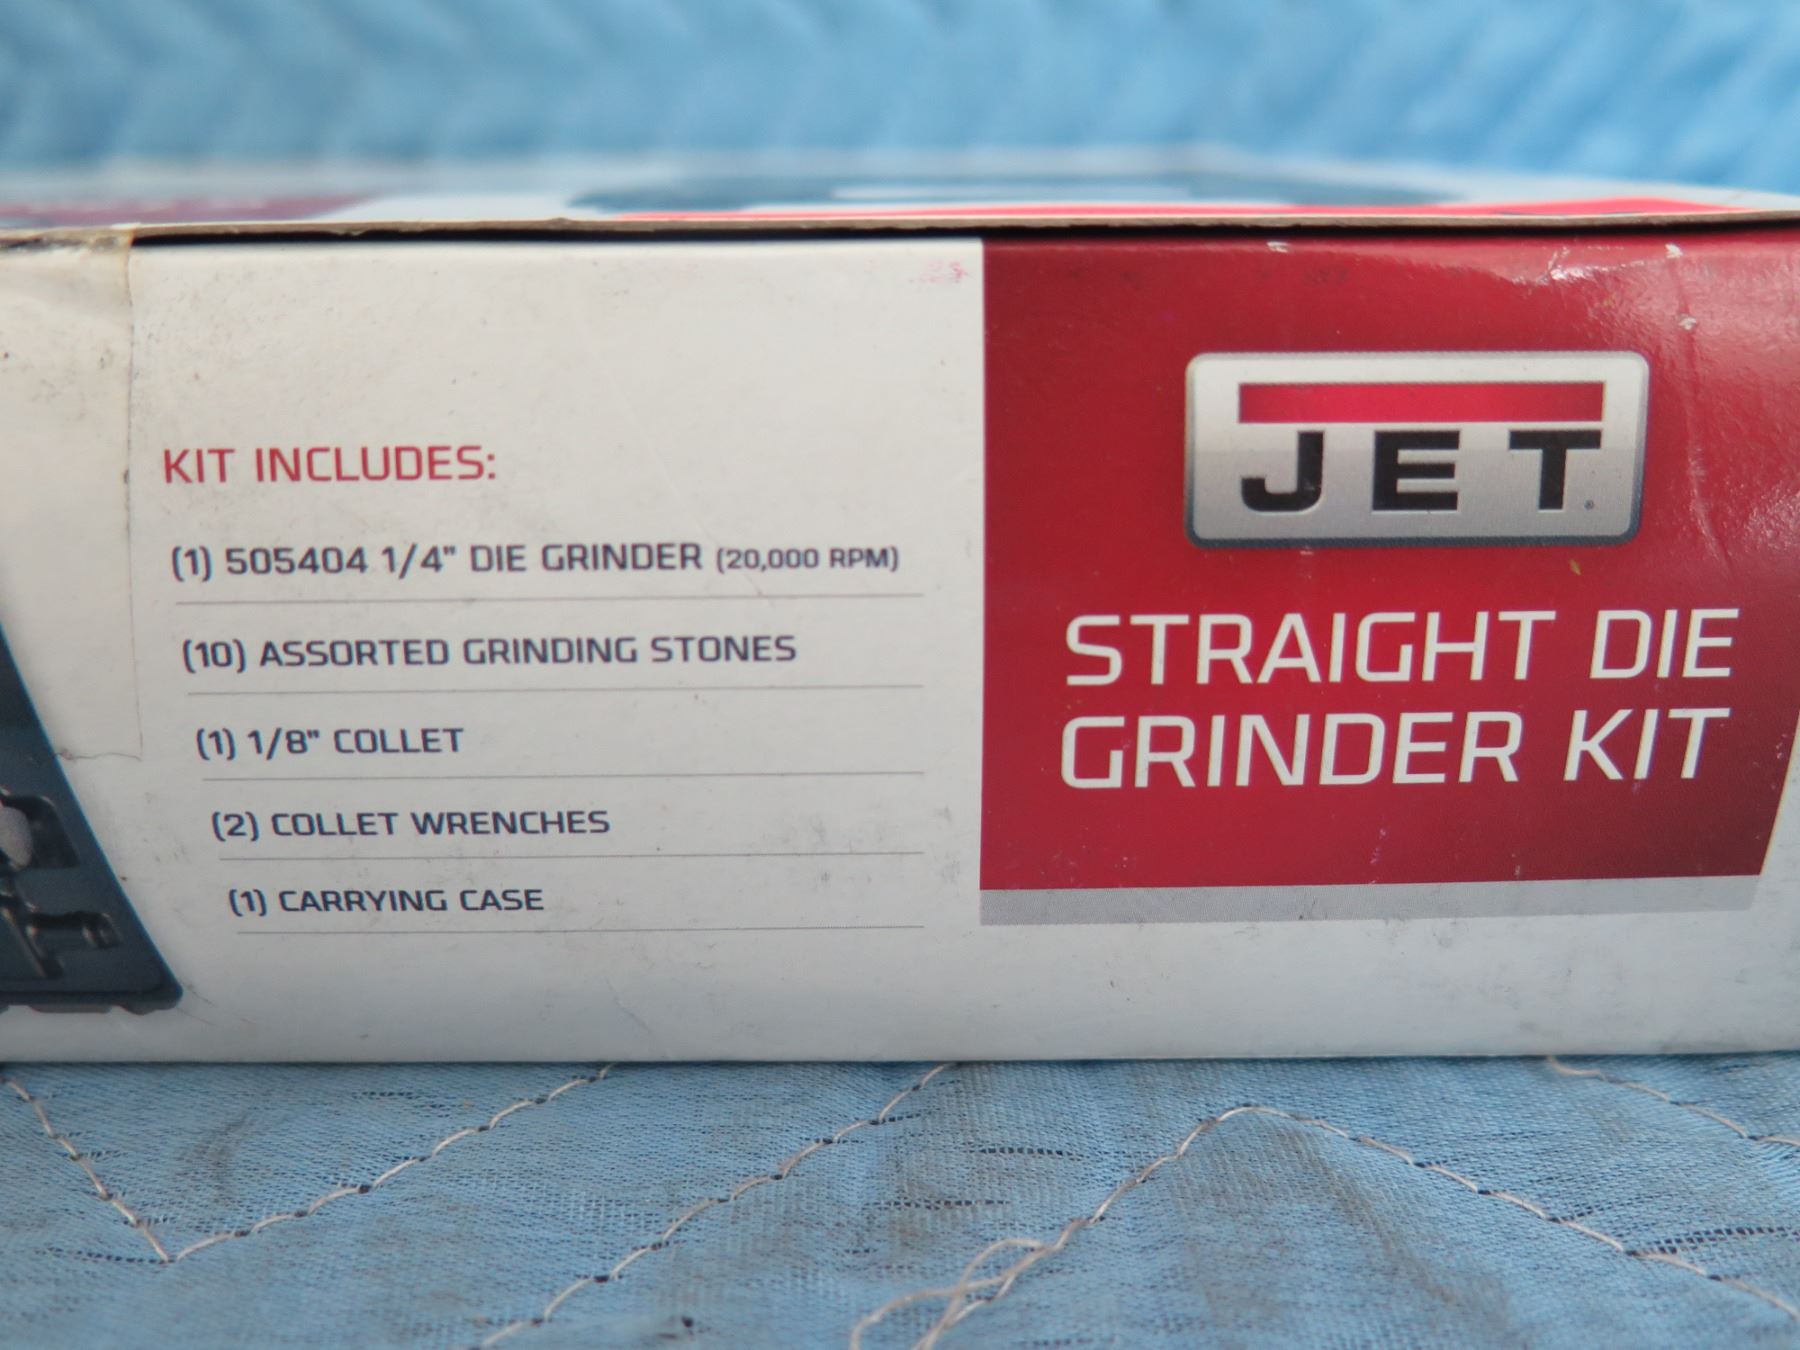 KIT INCLUDES:
(1) 505404 1/4" DIE GRINDER (20,000 RPM)
(10) ASSORTED GRINDING STONES
(1) 1/8" COLLET
(2) COLLET WRENCHES
(1) CARRYING CASE
JET®
STRAIGHT DIE
GRINDER KIT